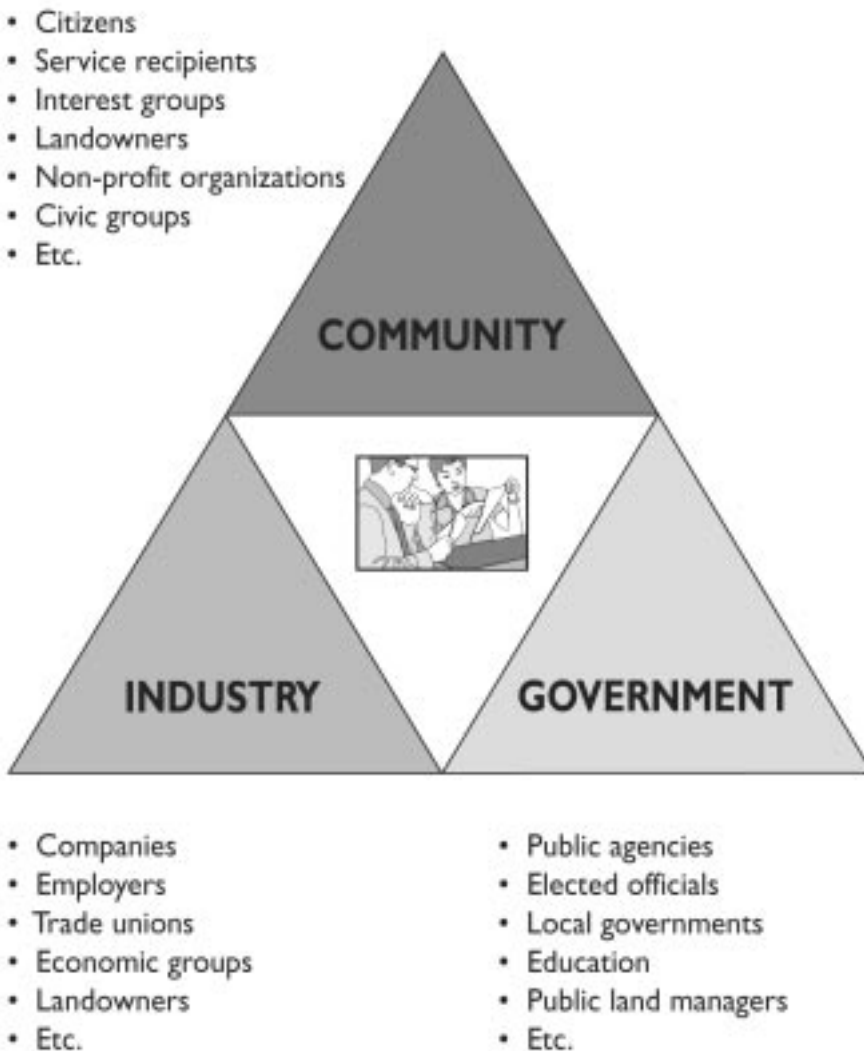 • Citizens
• Service recipients
• Interest groups
• Landowners
• Non-profit organizations
• Civic groups
• Etc.
COMMUNITY
INDUSTRY
GOVERNMENT
• Companies
• Employers
• Trade unions
• Economic groups
• Landowners
• Etc.
• Public agencies
• Elected officials
• Local governments
• Education
• Public land managers
• Etc.